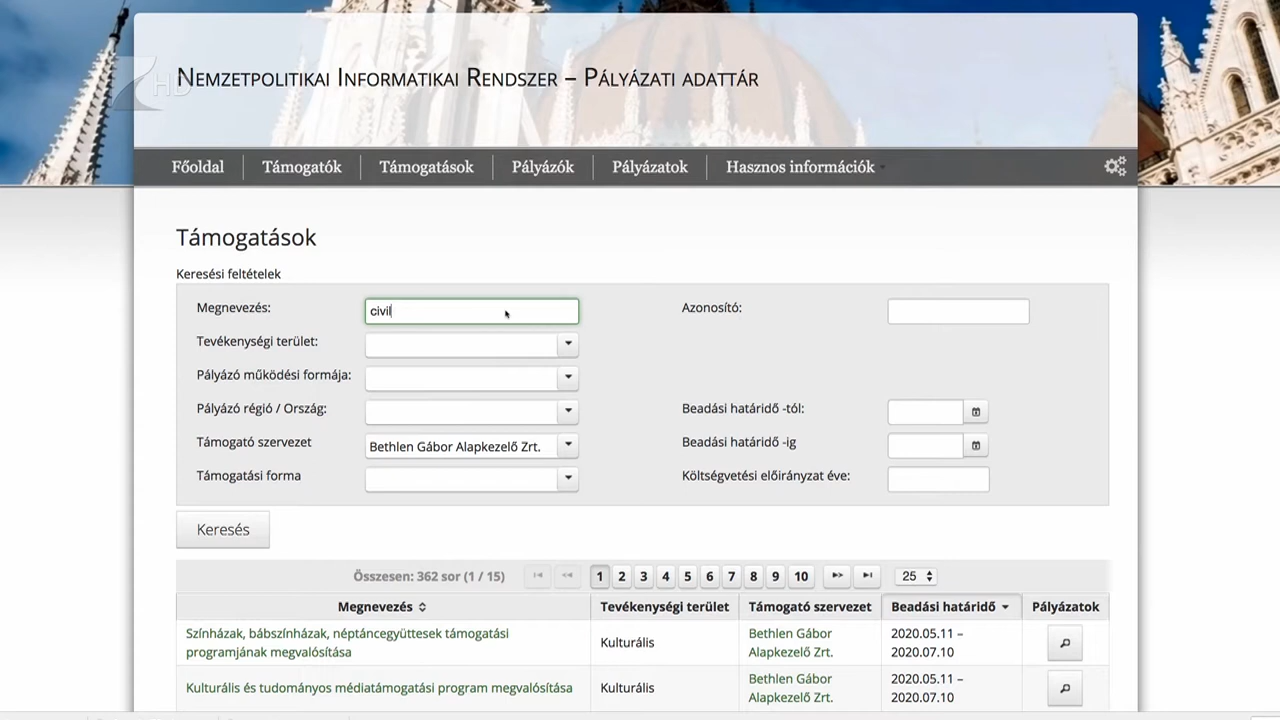 NEMZETPOLITIKAI INFORMATIKAI RENDSZER – PÁLYÁZATI ADATTÁR
7 HD
Főoldal Támogatók Támogatások Pályázók Pályázatok Hasznos információk
Támogatások
Keresési feltételek
Megnevezés: civil Azonosító:
Tevékenységi terület:
Pályázó működési formája:
Pályázó régió / Ország: Beadási határidő -tól:
Támogató szervezet Bethlen Gábor Alapkezelő Zrt. Beadási határidő -ig
Támogatási forma Költségvetési előirányzat éve:
Keresés
Összesen: 362 sor (1 / 15) 1 2 3 4 5 6 7 8 9 10 25
Megnevezés Tevékenységi terület Támogató szervezet Beadási határidő Pályázatok
Színházak, bábszínházak, néptáncegyüttesek támogatási
programjának megvalósítása
Kulturális
Bethlen Gábor
Alapkezelő Zrt.
2020.05.11 –
2020.07.10
Kulturális és tudományos médiatámogatási program megvalósítása
Kulturális
Bethlen Gábor
Alapkezelő Zrt.
2020.05.11 –
2020.07.10